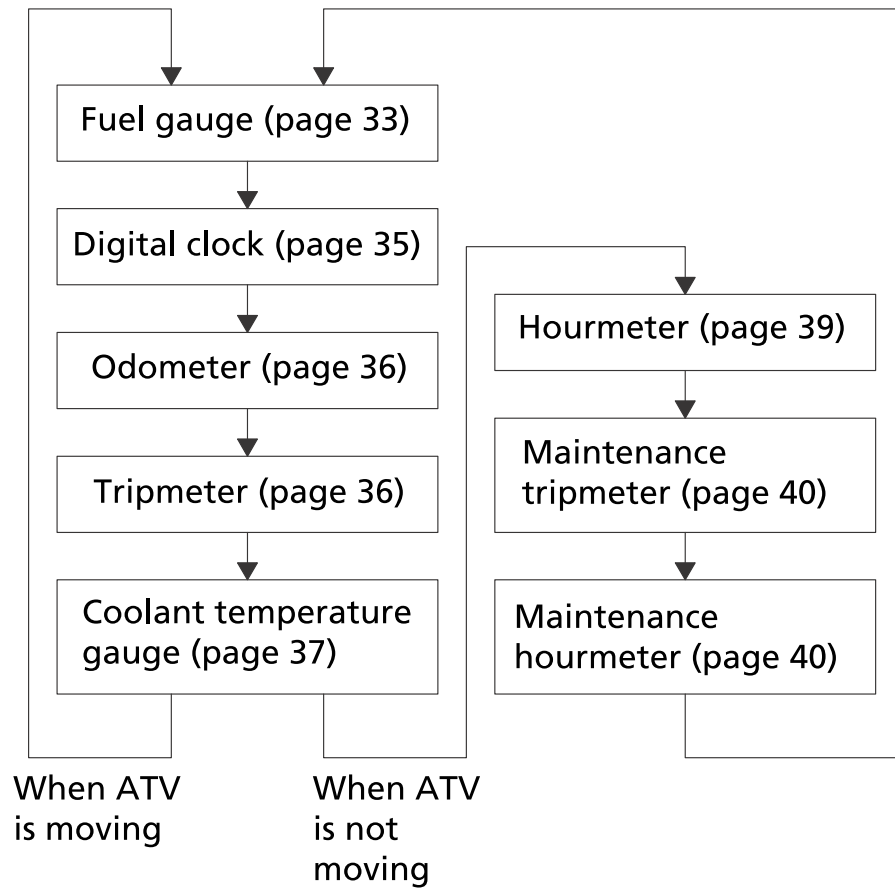 Fuel gauge (page 33)
Digital clock (page 35)
Odometer (page 36)
Tripmeter (page 36)
Coolant temperature
gauge (page 37)
When ATV
is moving
When ATV
is not
moving
Hourmeter (page 39)
Maintenance
tripmeter (page 40)
Maintenance
hourmeter (page 40)